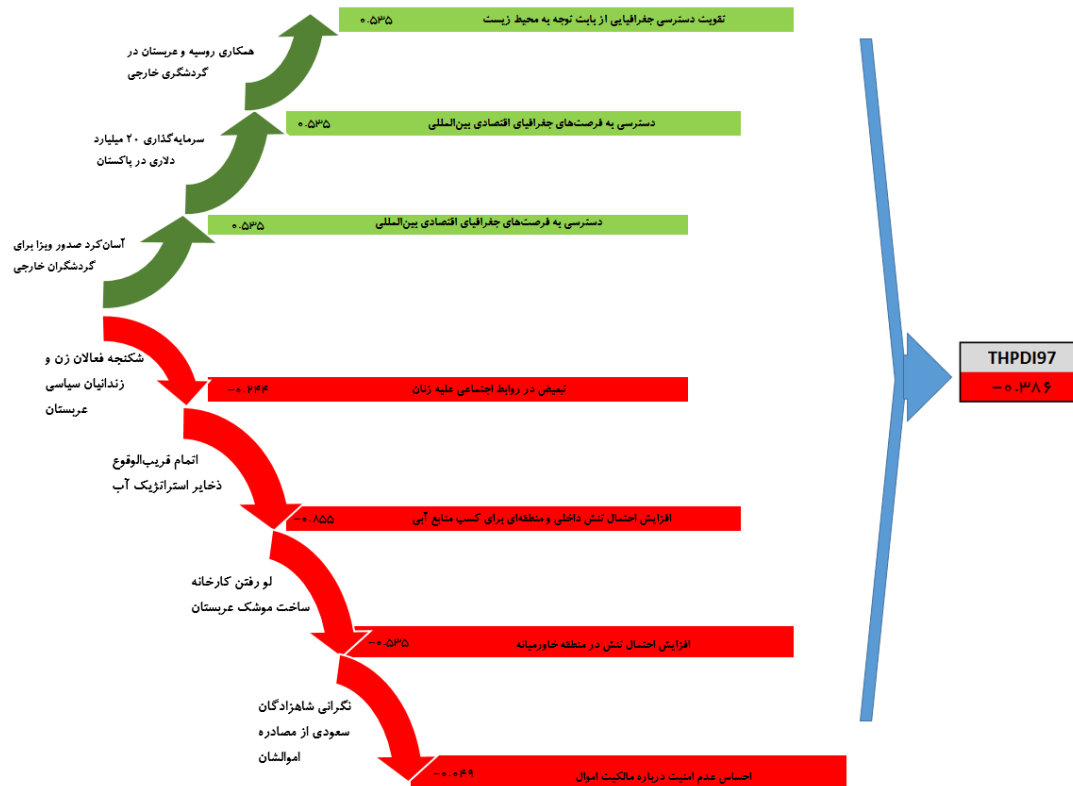 تقویت دسترسی جغرافیایی از بابت توجه به محیط زیست
۰.۵۳۵
همکاری روسیه و عربستان در
گردشگری خارجی
دسترسی به فرصت‌های جغرافیای اقتصادی بین‌المللی
۰.۵۳۵
سرمایه‌گذاری ۲۰ میلیارد
دلاری در پاکستان
دسترسی به فرصت‌های جغرافیای اقتصادی بین‌المللی
۰.۵۳۵
آسان‌کرد صدور ویزا برای
گردشگران خارجی
شکنجه فعالان زن و
زندانیان سیاسی
عربستان
تبعیض در روابط اجتماعی علیه زنان
-۰.۲۴۴
THPDI97
-۰.۳۸۶
اتمام قریب‌الوقوع
ذخایر استراتژیک آب
افزایش احتمال تنش داخلی و منطقه‌ای برای کسب منابع آبی
-۰.۸۵۵
لو رفتن کارخانه
ساخت موشک عربستان
افزایش احتمال تنش در منطقه خاورمیانه
-۰.۵۳۵
نگرانی شاهزادگان
سعودی از مصادره
اموالشان
احساس عدم امنیت درباره مالکیت اموال
-۰.۰۴۹